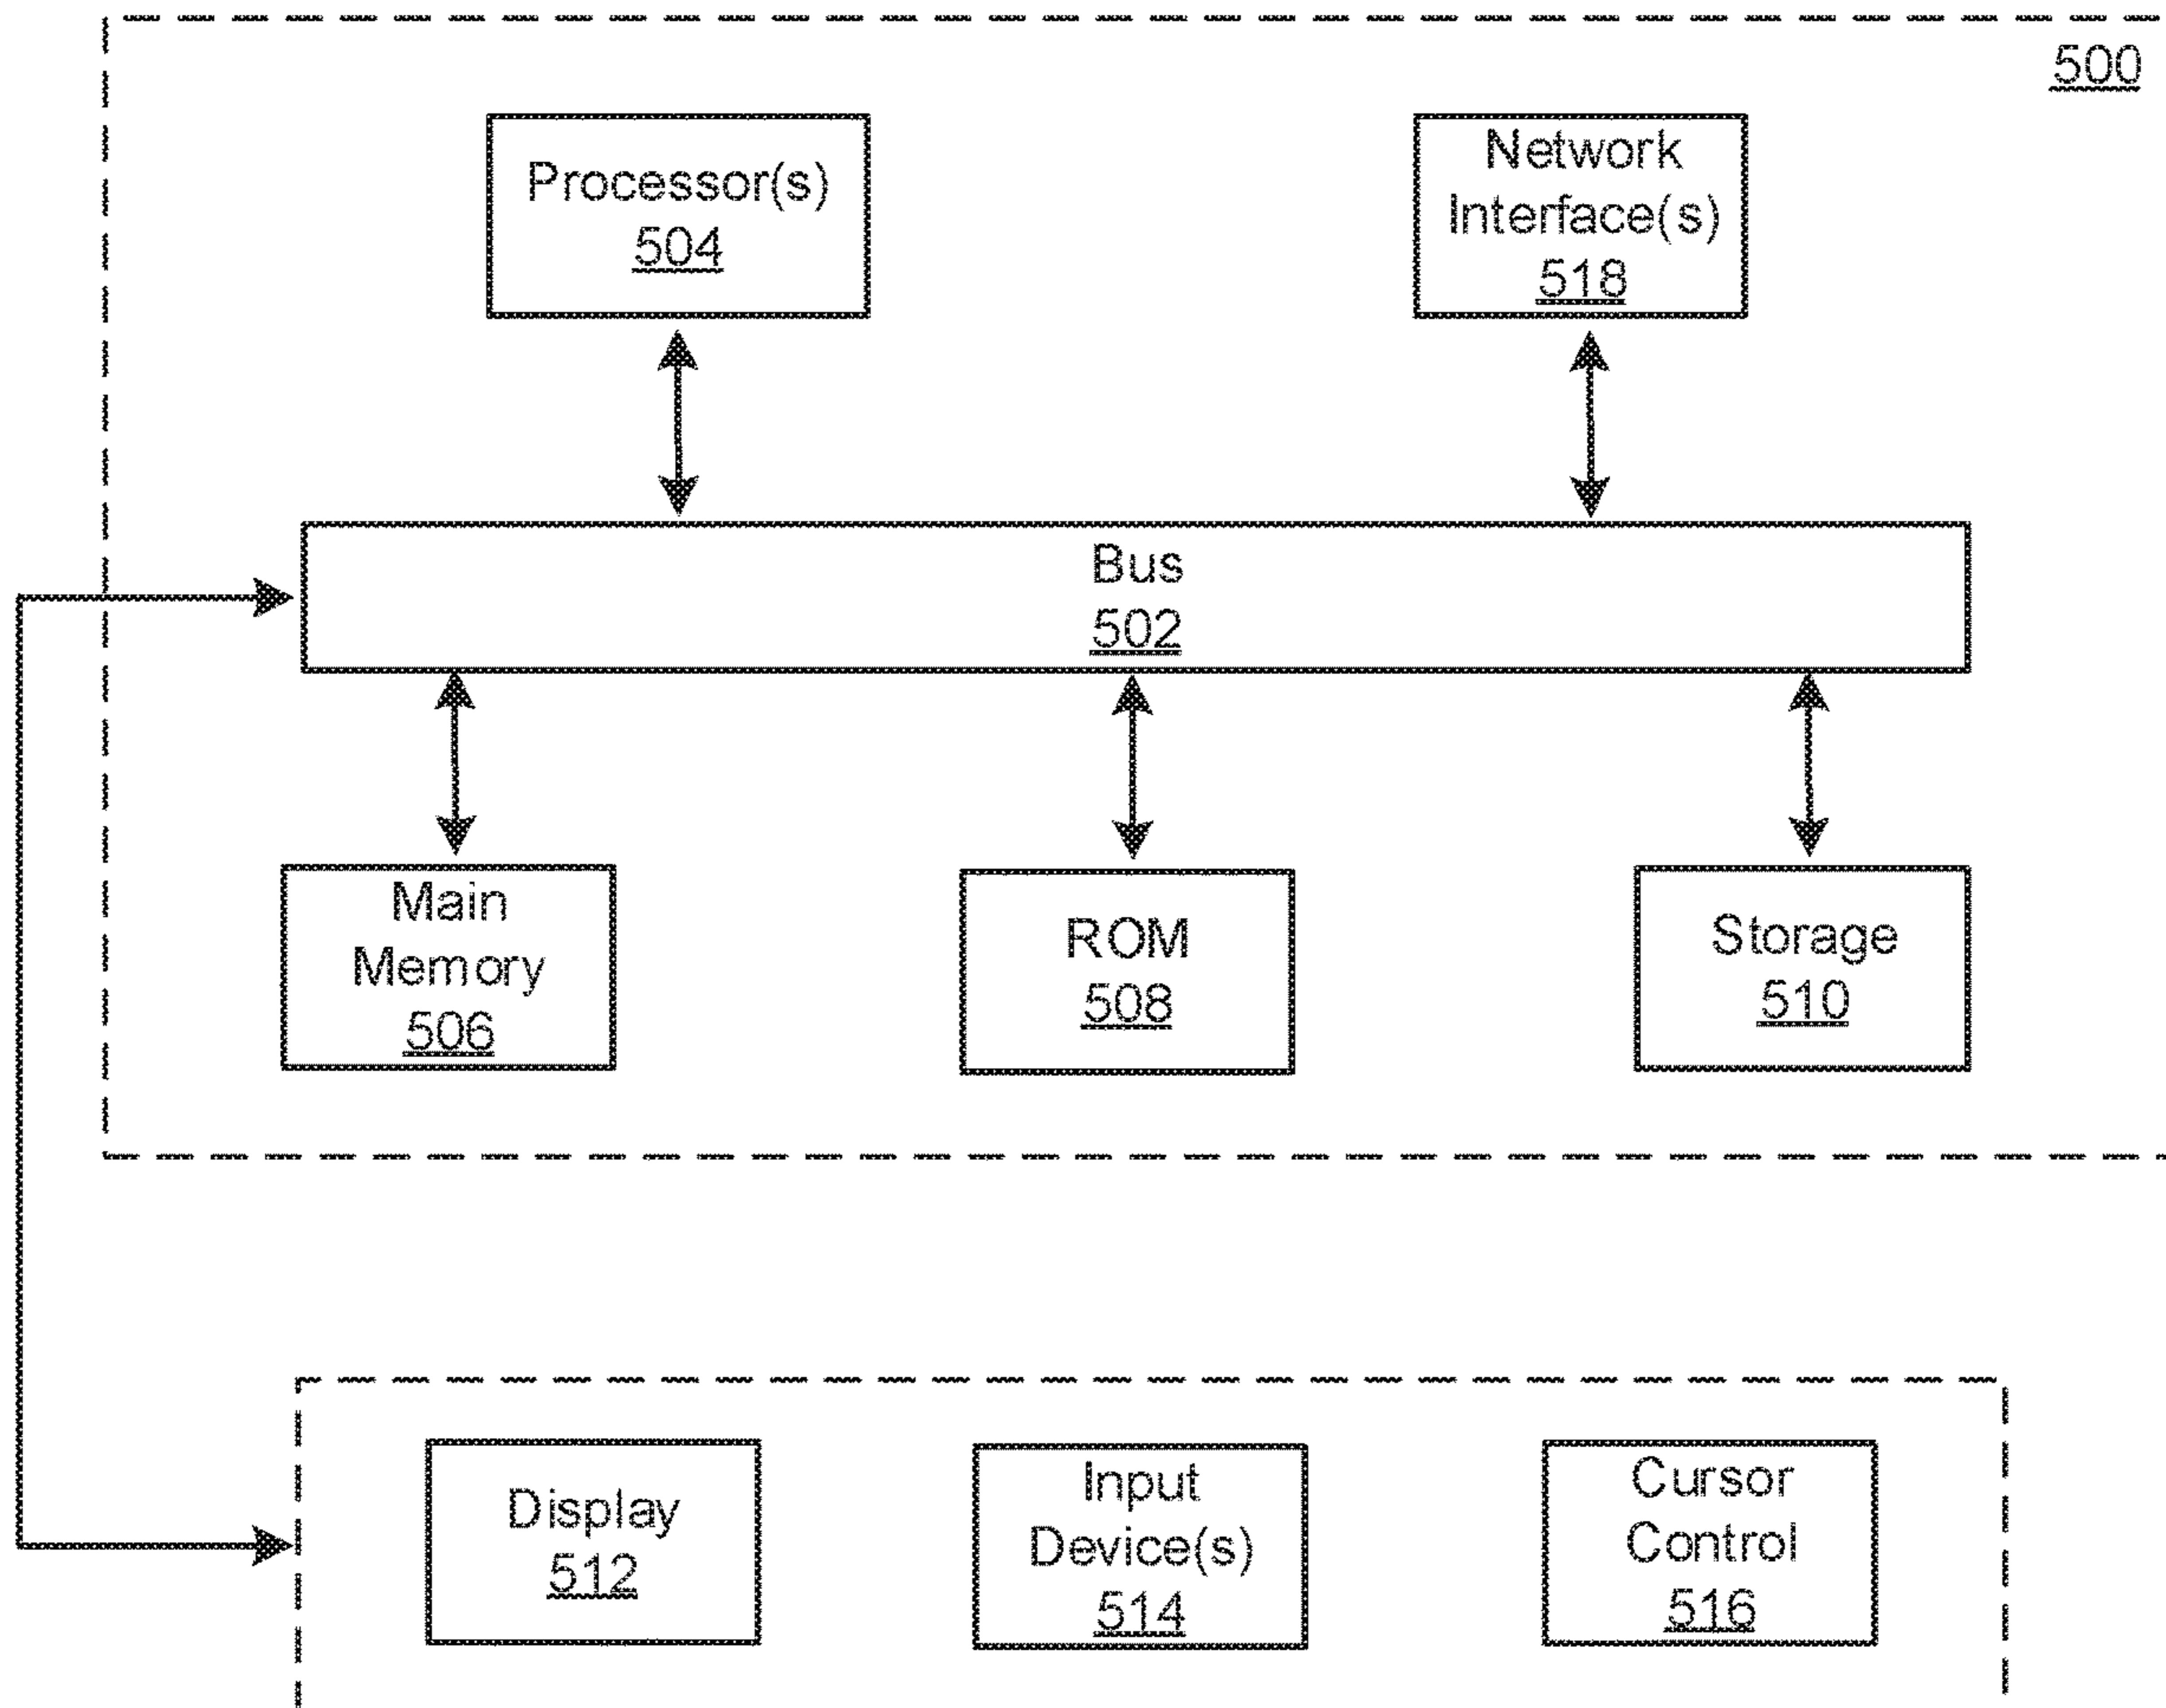 500
Processor(s)
504
Network
Interface(s)
518
Bus
502
Main
Memory
506
ROM
508
Storage
510
Display
512
Input
Device(s)
514
Cursor
Control
516